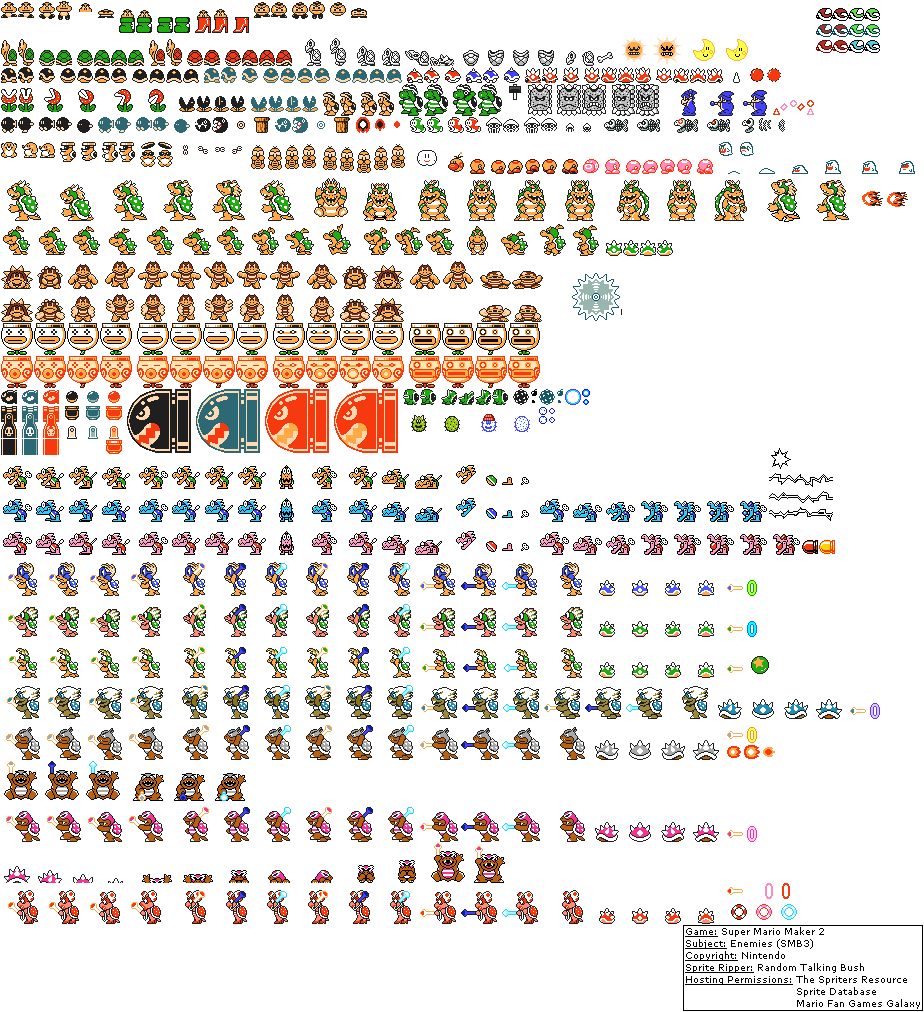 Game: Super Mario Maker 2
Subject: Enemies (SMB3)
Copyright: Nintendo
Sprite Ripper: Random Talking Bush
Hosting Permissions: The Spriters Resource
Sprite Database
Mario Fan Games Galaxy